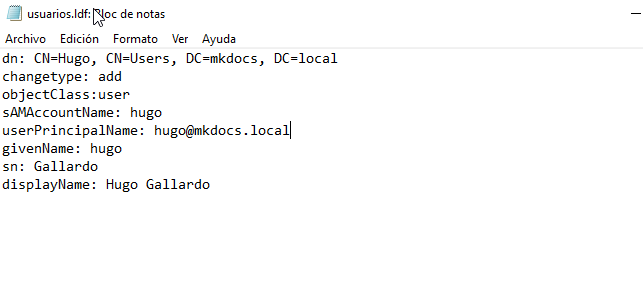 usuarios.ldf: Bloc de notas
Archivo Edición Formato Ver Ayuda
dn: CN=Hugo, CN=Users, DC=mkdocs, DC=local
changetype: add
objectClass:user
sAMAccountName: hugo
userPrincipalName: hugo@mkdocs.local
givenName: hugo
sn: Gallardo
displayName: Hugo Gallardo